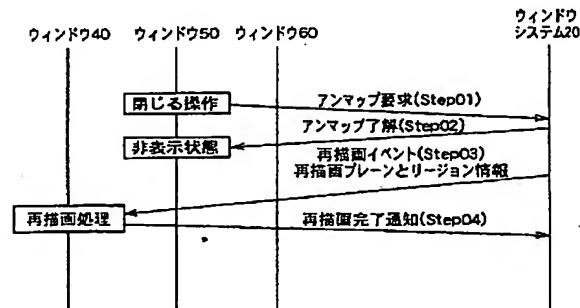 ウィンドウ
システム20
ウィンドウ40
ウィンドウ50
ウィンドウ60
閉じる操作
アンマップ要求(Step01)
アンマップ了解(Step02)
非表示状態
再描画イベント(Step03)
再描画プレーンとリージョン情報
再描画処理
再描画完了通知(Step04)